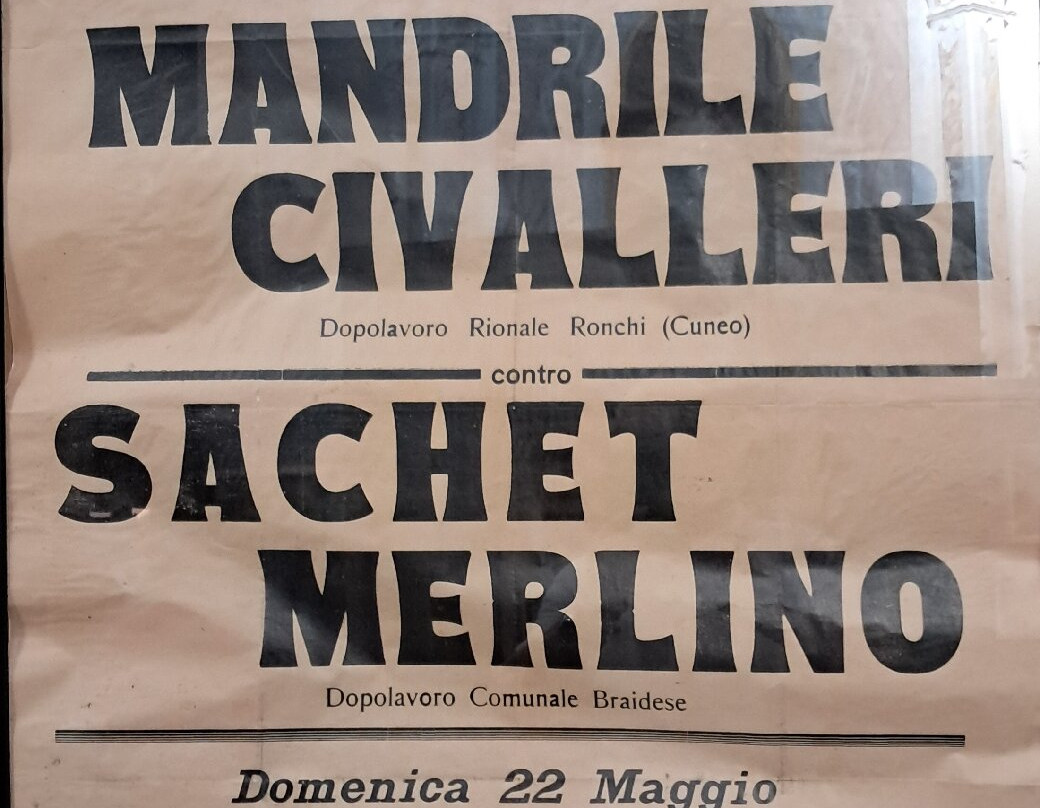 MANDRILE
CIVALLERI
Dopolavoro Rionale Ronchi (Cuneo)
contro
SACHET
MERLINO
Dopolavoro Comunale Braidese
Domenica 22 Maggio